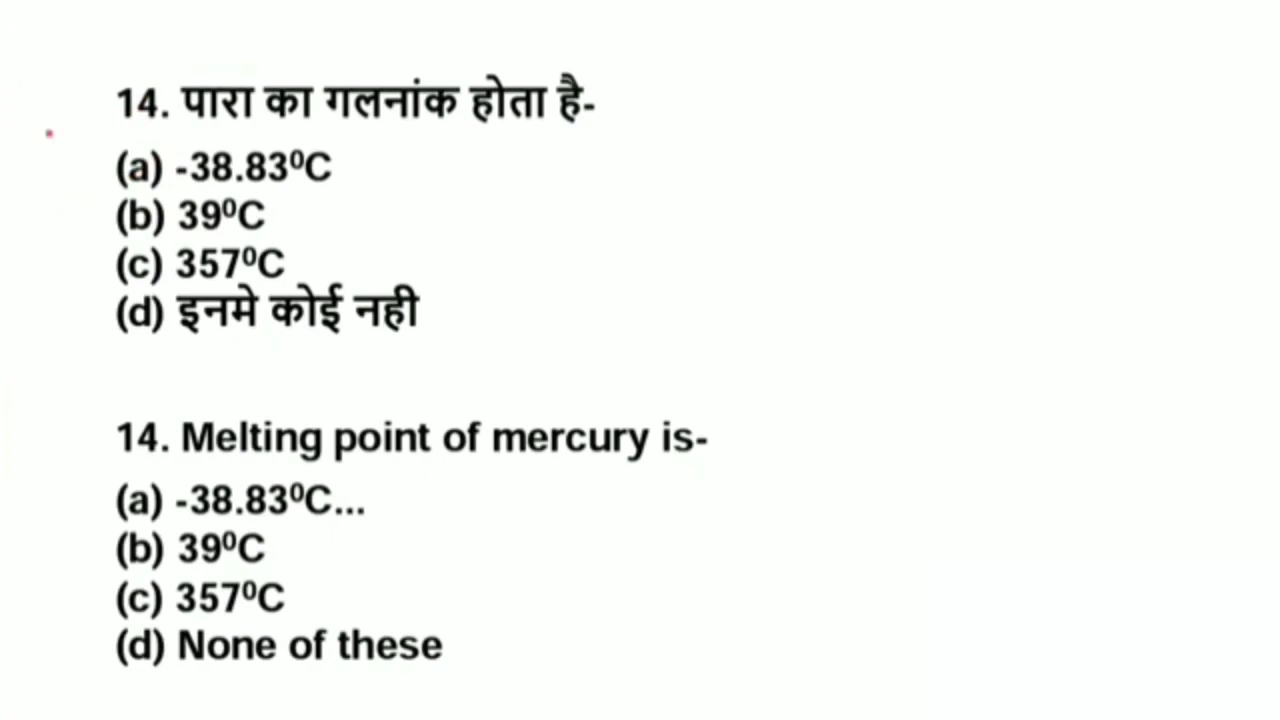 14. पारा का गलनांक होता है-
(a) -38.83⁰C
(b) 39⁰C
(c) 357⁰C
(d) इनमे कोई नही
14. Melting point of mercury is-
(a) -38.83⁰C...
(b) 39⁰C
(c) 357⁰C
(d) None of these